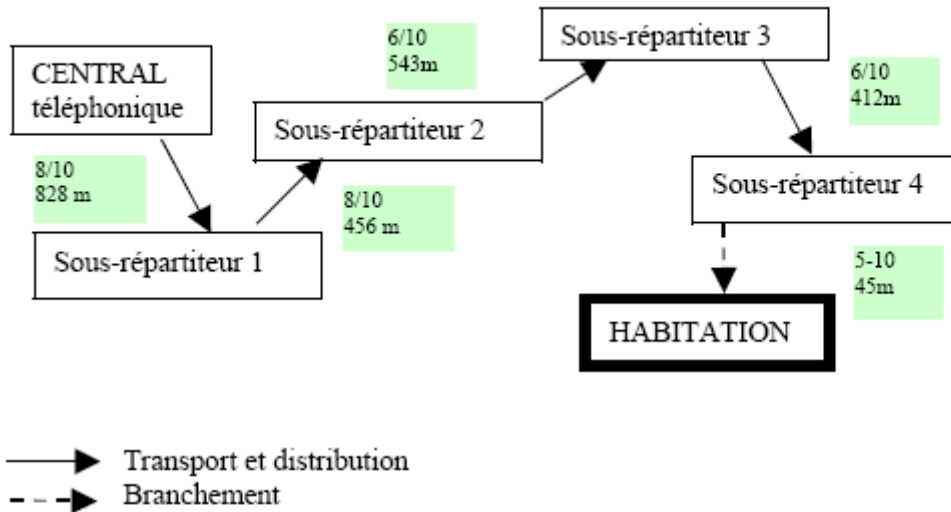 CENTRAL
téléphonique
8/10
828 m
Sous-répartiteur 1
8/10
456 m
Sous-répartiteur 2
6/10
543m
Sous-répartiteur 3
6/10
412m
Sous-répartiteur 4
5-10
45m
HABITATION
Transport et distribution
Branchement